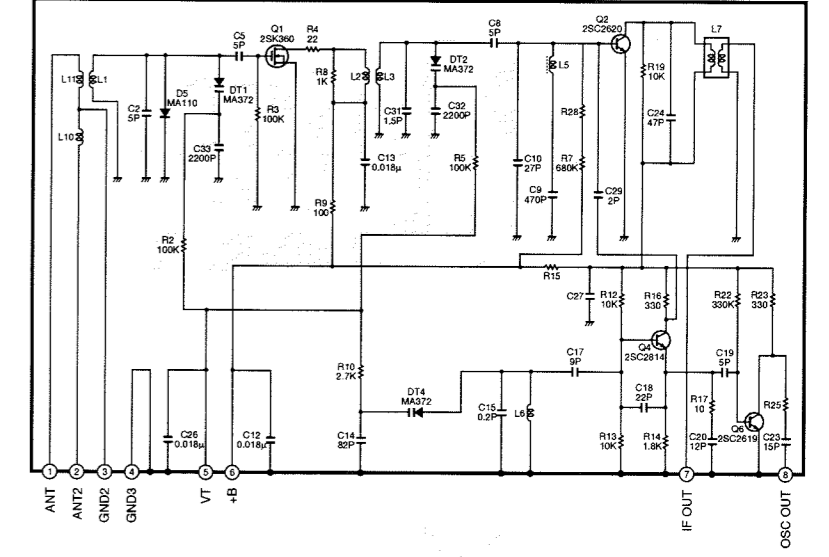 Q1
2SK360
R4
22
C5
5P
C8
5P
Q2
2SC2620
L7
L11
L1
C2
5P
D5
MA110
DT1
MA372
R3
100K
R8
1K
L2
L3
DT2
MA372
C31
1.5P
C32
2200P
L5
R19
10K
C24
47P
L10
C33
2200P
C13
0.018μ
R5
100K
C10
27P
R28
R7
680K
C9
470P
C29
2P
R9
100
R2
100K
R15
C27
R12
10K
R16
330
R22
330K
R23
330
Q4
2SC2814
R10
2.7K
DT4
MA372
C17
9P
C19
5P
C15
0.2P
L6
C18
22P
R17
10
R25
C26
0.018μ
C12
0.018μ
C14
82P
R13
10K
R14
1.8K
C20
12P
Q6
2SC2619
C23
15P
1
2
3
4
5
6
7
8
ANT
ANT2
GND2
GND3
VT
+B
IF OUT
OSC OUT